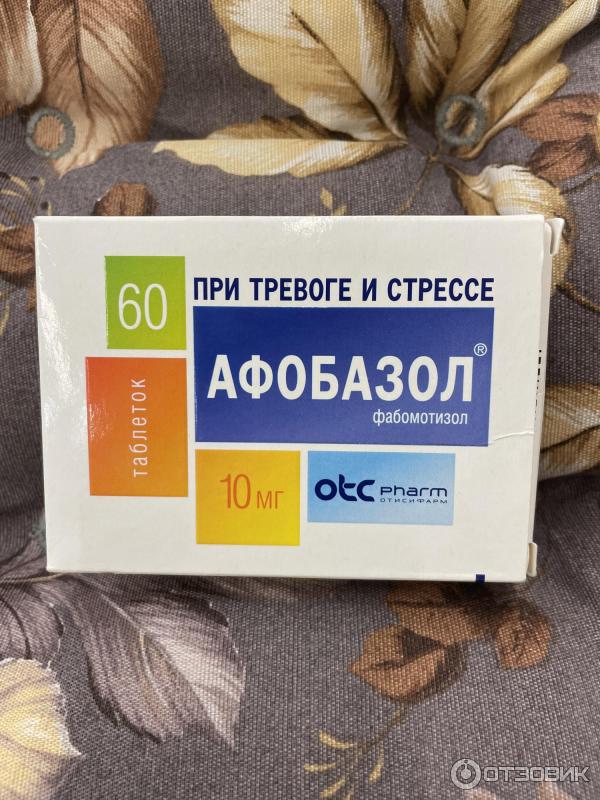 60
таблеток
ПРИ ТРЕВОГЕ И СТРЕССЕ
АФОБАЗОЛ®
фабомотизол
10 мг
otc pharm
ОТИСИФАРМ
ОТЗОВИК